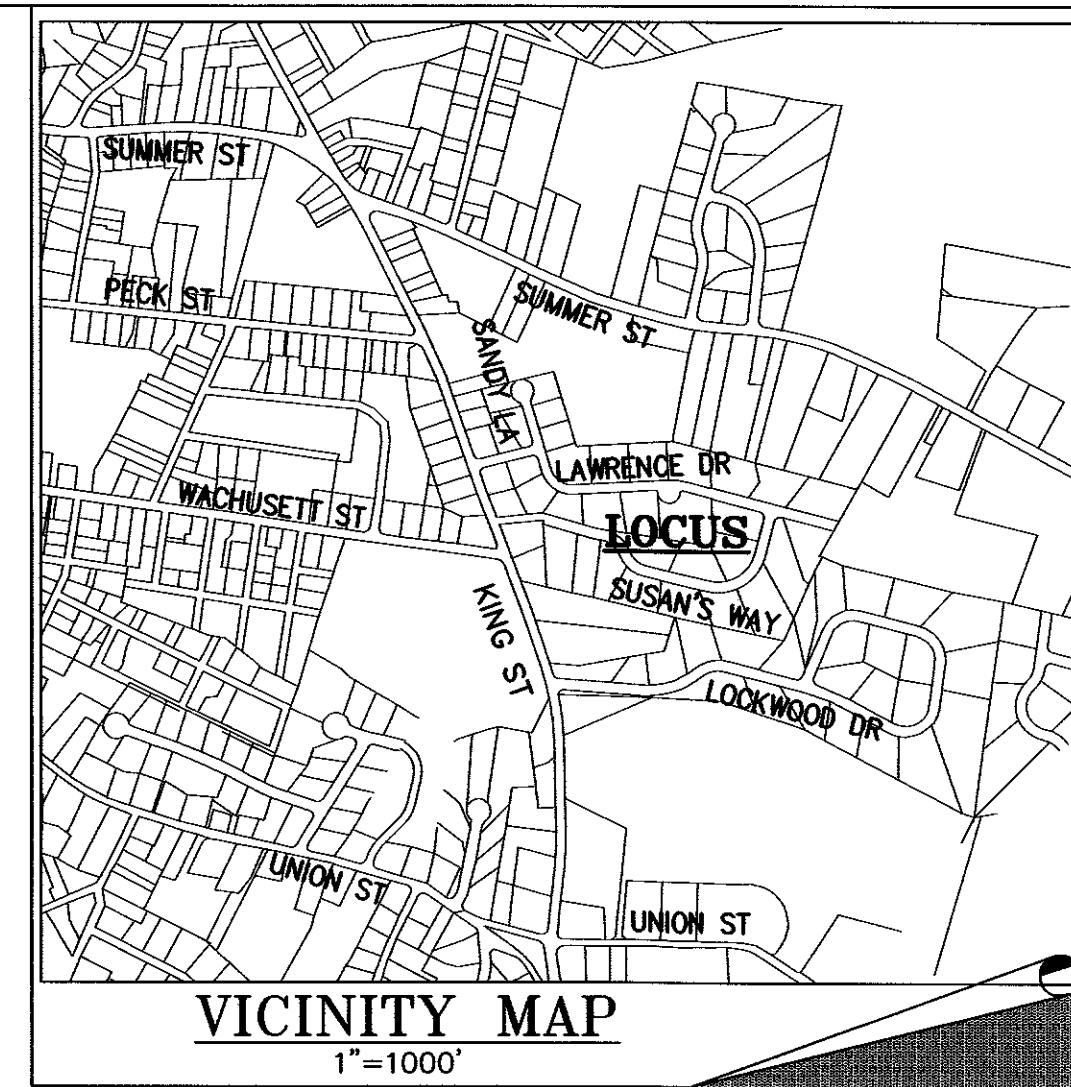 SUMMER ST
PECK ST
SUMMER ST
SANDY LA
LAWRENCE DR
WACHUSETT ST
LOCUS
SUSAN'S WAY
KING ST
LOCKWOOD DR
UNION ST
UNION ST
VICINITY MAP
1"=1000'